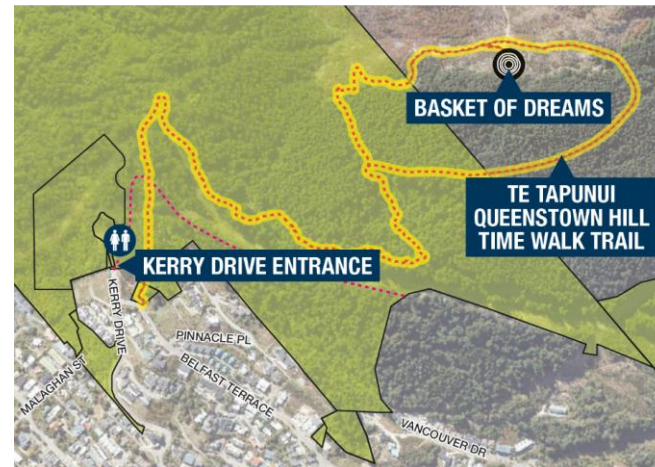 BASKET OF DREAMS
TE TAPUNUI
QUEENSTOWN HILL
TIME WALK TRAIL
KERRY DRIVE ENTRANCE
KERRY DRIVE
PINNACLE PL
MALAGHAN ST
BELFAST TERRACE
VANCOUVER DR